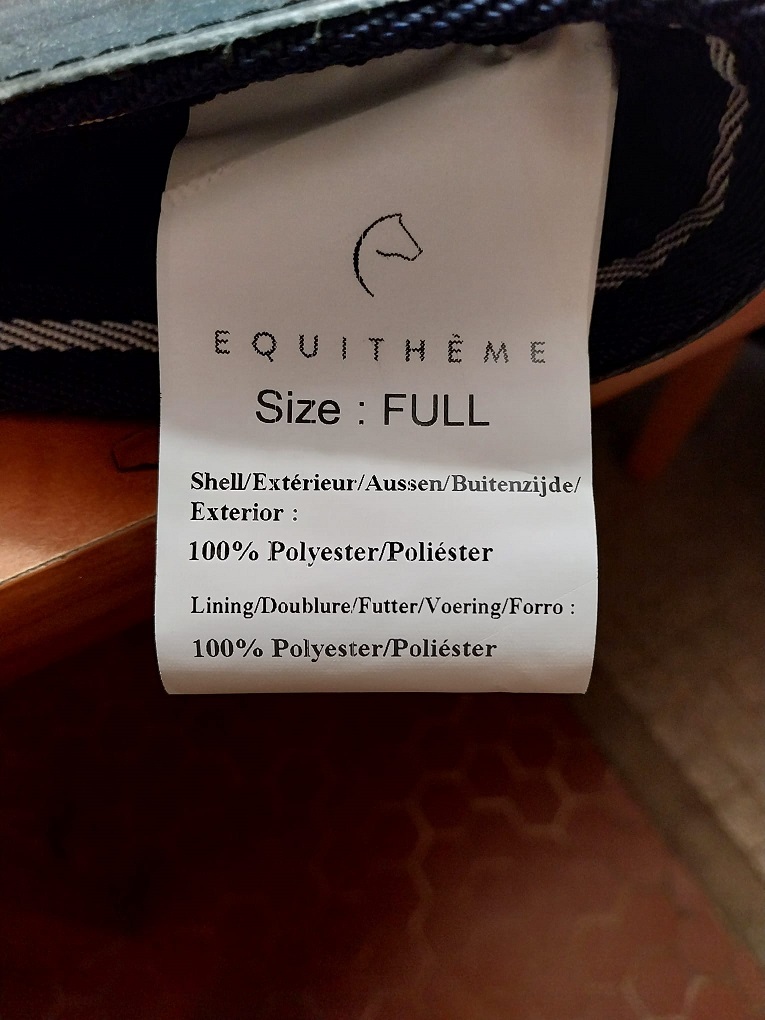 EQUITHÊME
Size : FULL
Shell/Extérieur/Aussen/Buitenzijde/
Exterior :
100% Polyester/Poliéster
Lining/Doublure/Futter/Voering/Forro :
100% Polyester/Poliéster